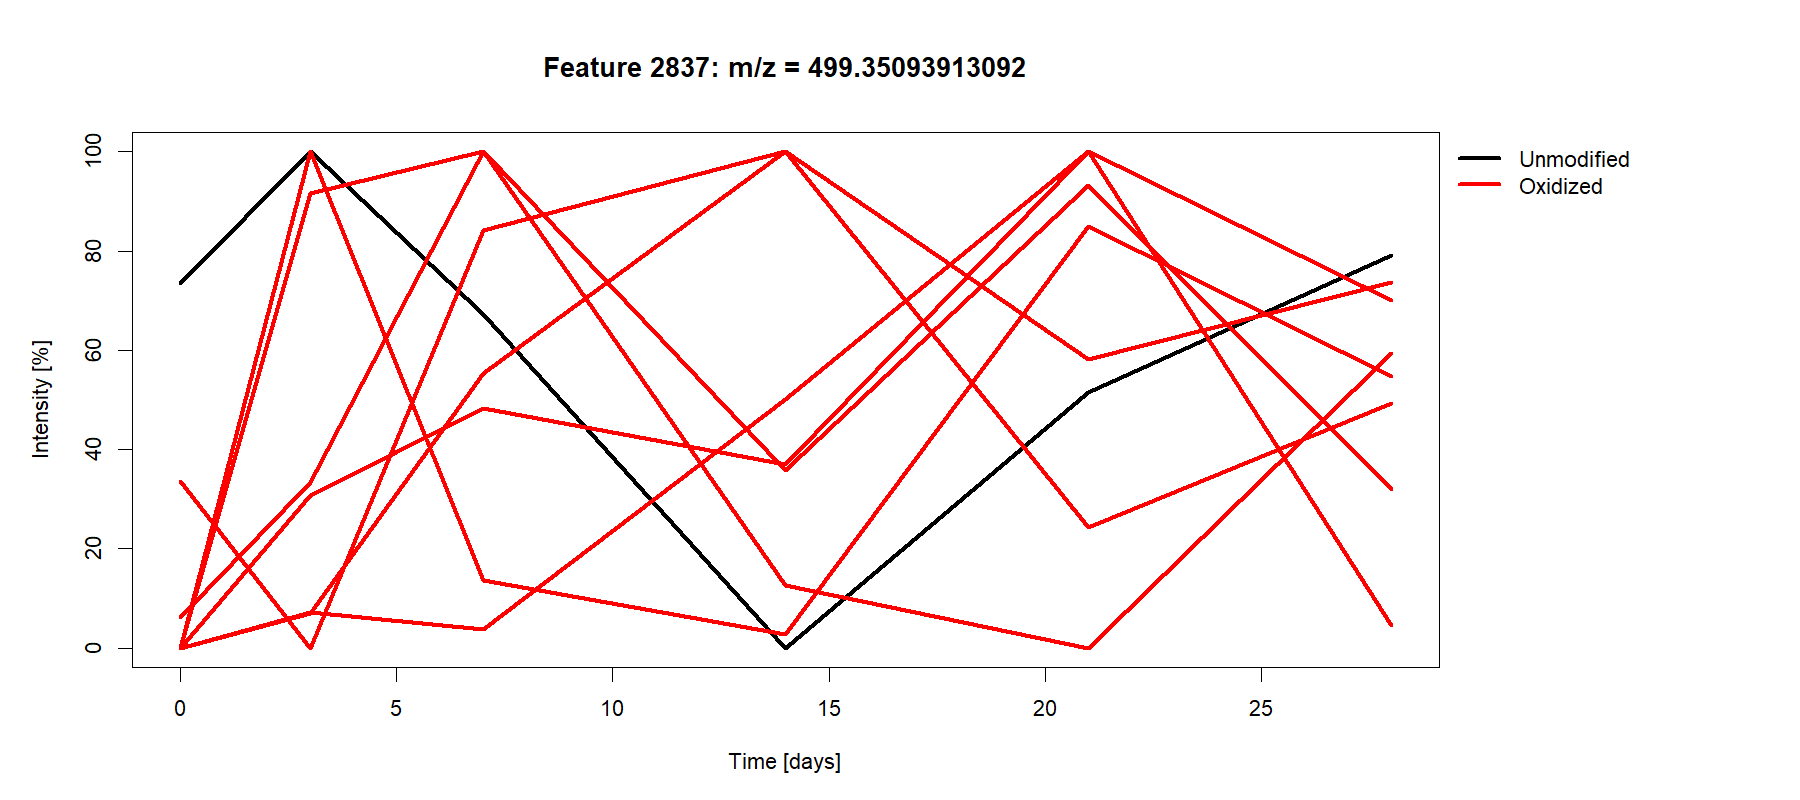 Feature 2837: m/z = 499.35093913092
Unmodified
Oxidized
100
80
60
40
20
0
Intensity [%]
0 5 10 15 20 25
Time [days]